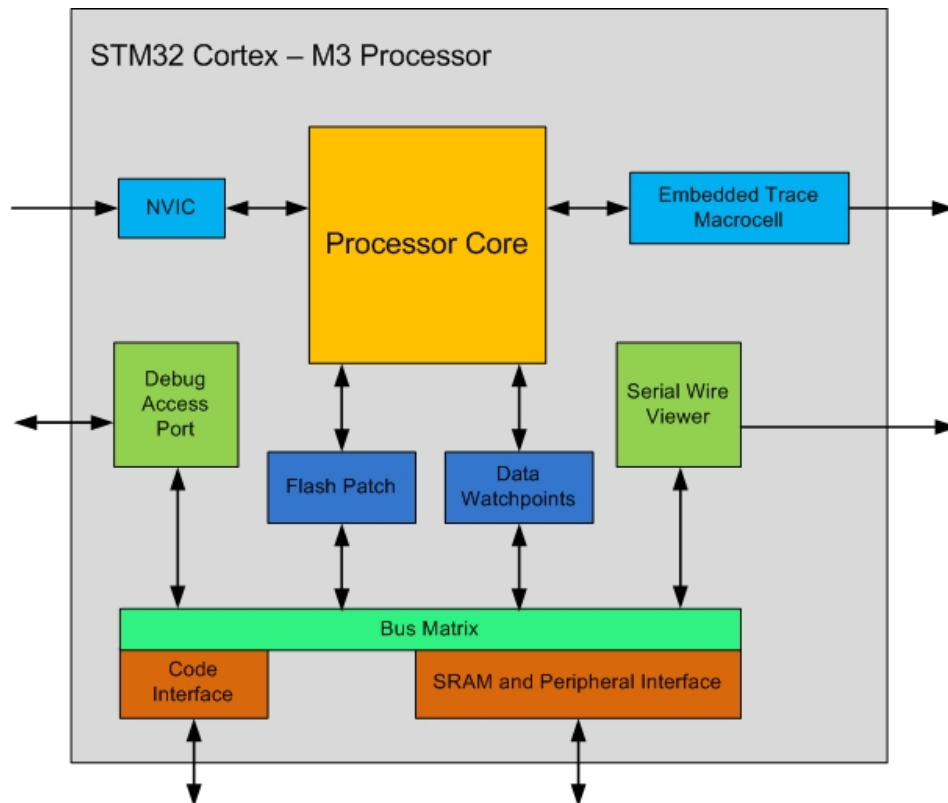 STM32 Cortex – M3 Processor
NVIC
Processor Core
Embedded Trace
Macrocell
Debug
Access
Port
Flash Patch
Data
Watchpoints
Serial Wire
Viewer
Bus Matrix
Code
Interface
SRAM and Peripheral Interface